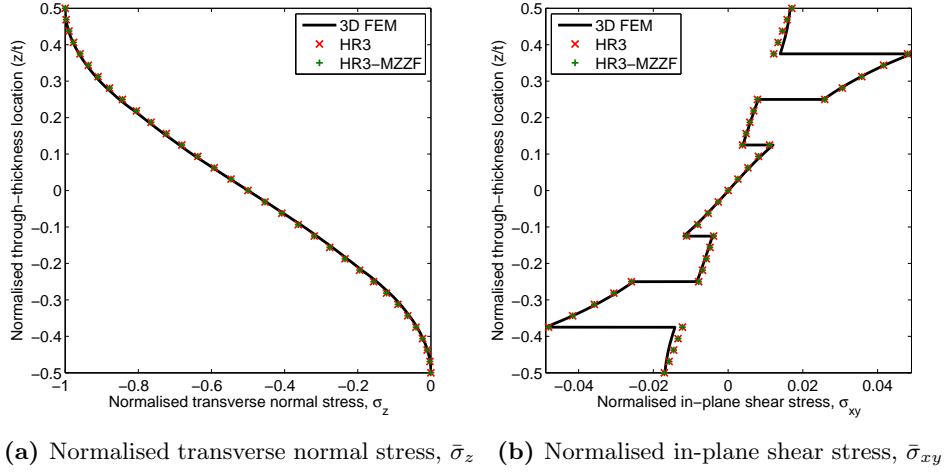 0.5
0.4
0.3
0.2
0.1
0
−0.1
−0.2
−0.3
−0.4
−0.5
Normalised through−thickness location (z/t)
3D FEM
HR3
HR3−MZZF
−1
−0.8
−0.6
−0.4
−0.2
0
Normalised transverse normal stress, σz
0.5
0.4
0.3
0.2
0.1
0
−0.1
−0.2
−0.3
−0.4
−0.5
Normalised through−thickness location (z/t)
3D FEM
HR3
HR3−MZZF
−0.04
−0.02
0
0.02
0.04
Normalised in−plane shear stress, σxy
(a) Normalised transverse normal stress, σ̄z
(b) Normalised in-plane shear stress, σ̄xy